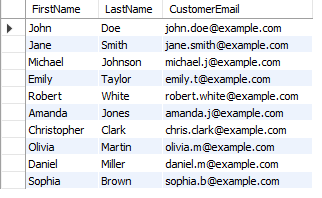 FirstName LastName CustomerEmail
John Doe john.doe@example.com
Jane Smith jane.smith@example.com
Michael Johnson michael.j@example.com
Emily Taylor emily.t@example.com
Robert White robert.white@example.com
Amanda Jones amanda.j@example.com
Christopher Clark chris.clark@example.com
Olivia Martin olivia.m@example.com
Daniel Miller daniel.m@example.com
Sophia Brown sophia.b@example.com